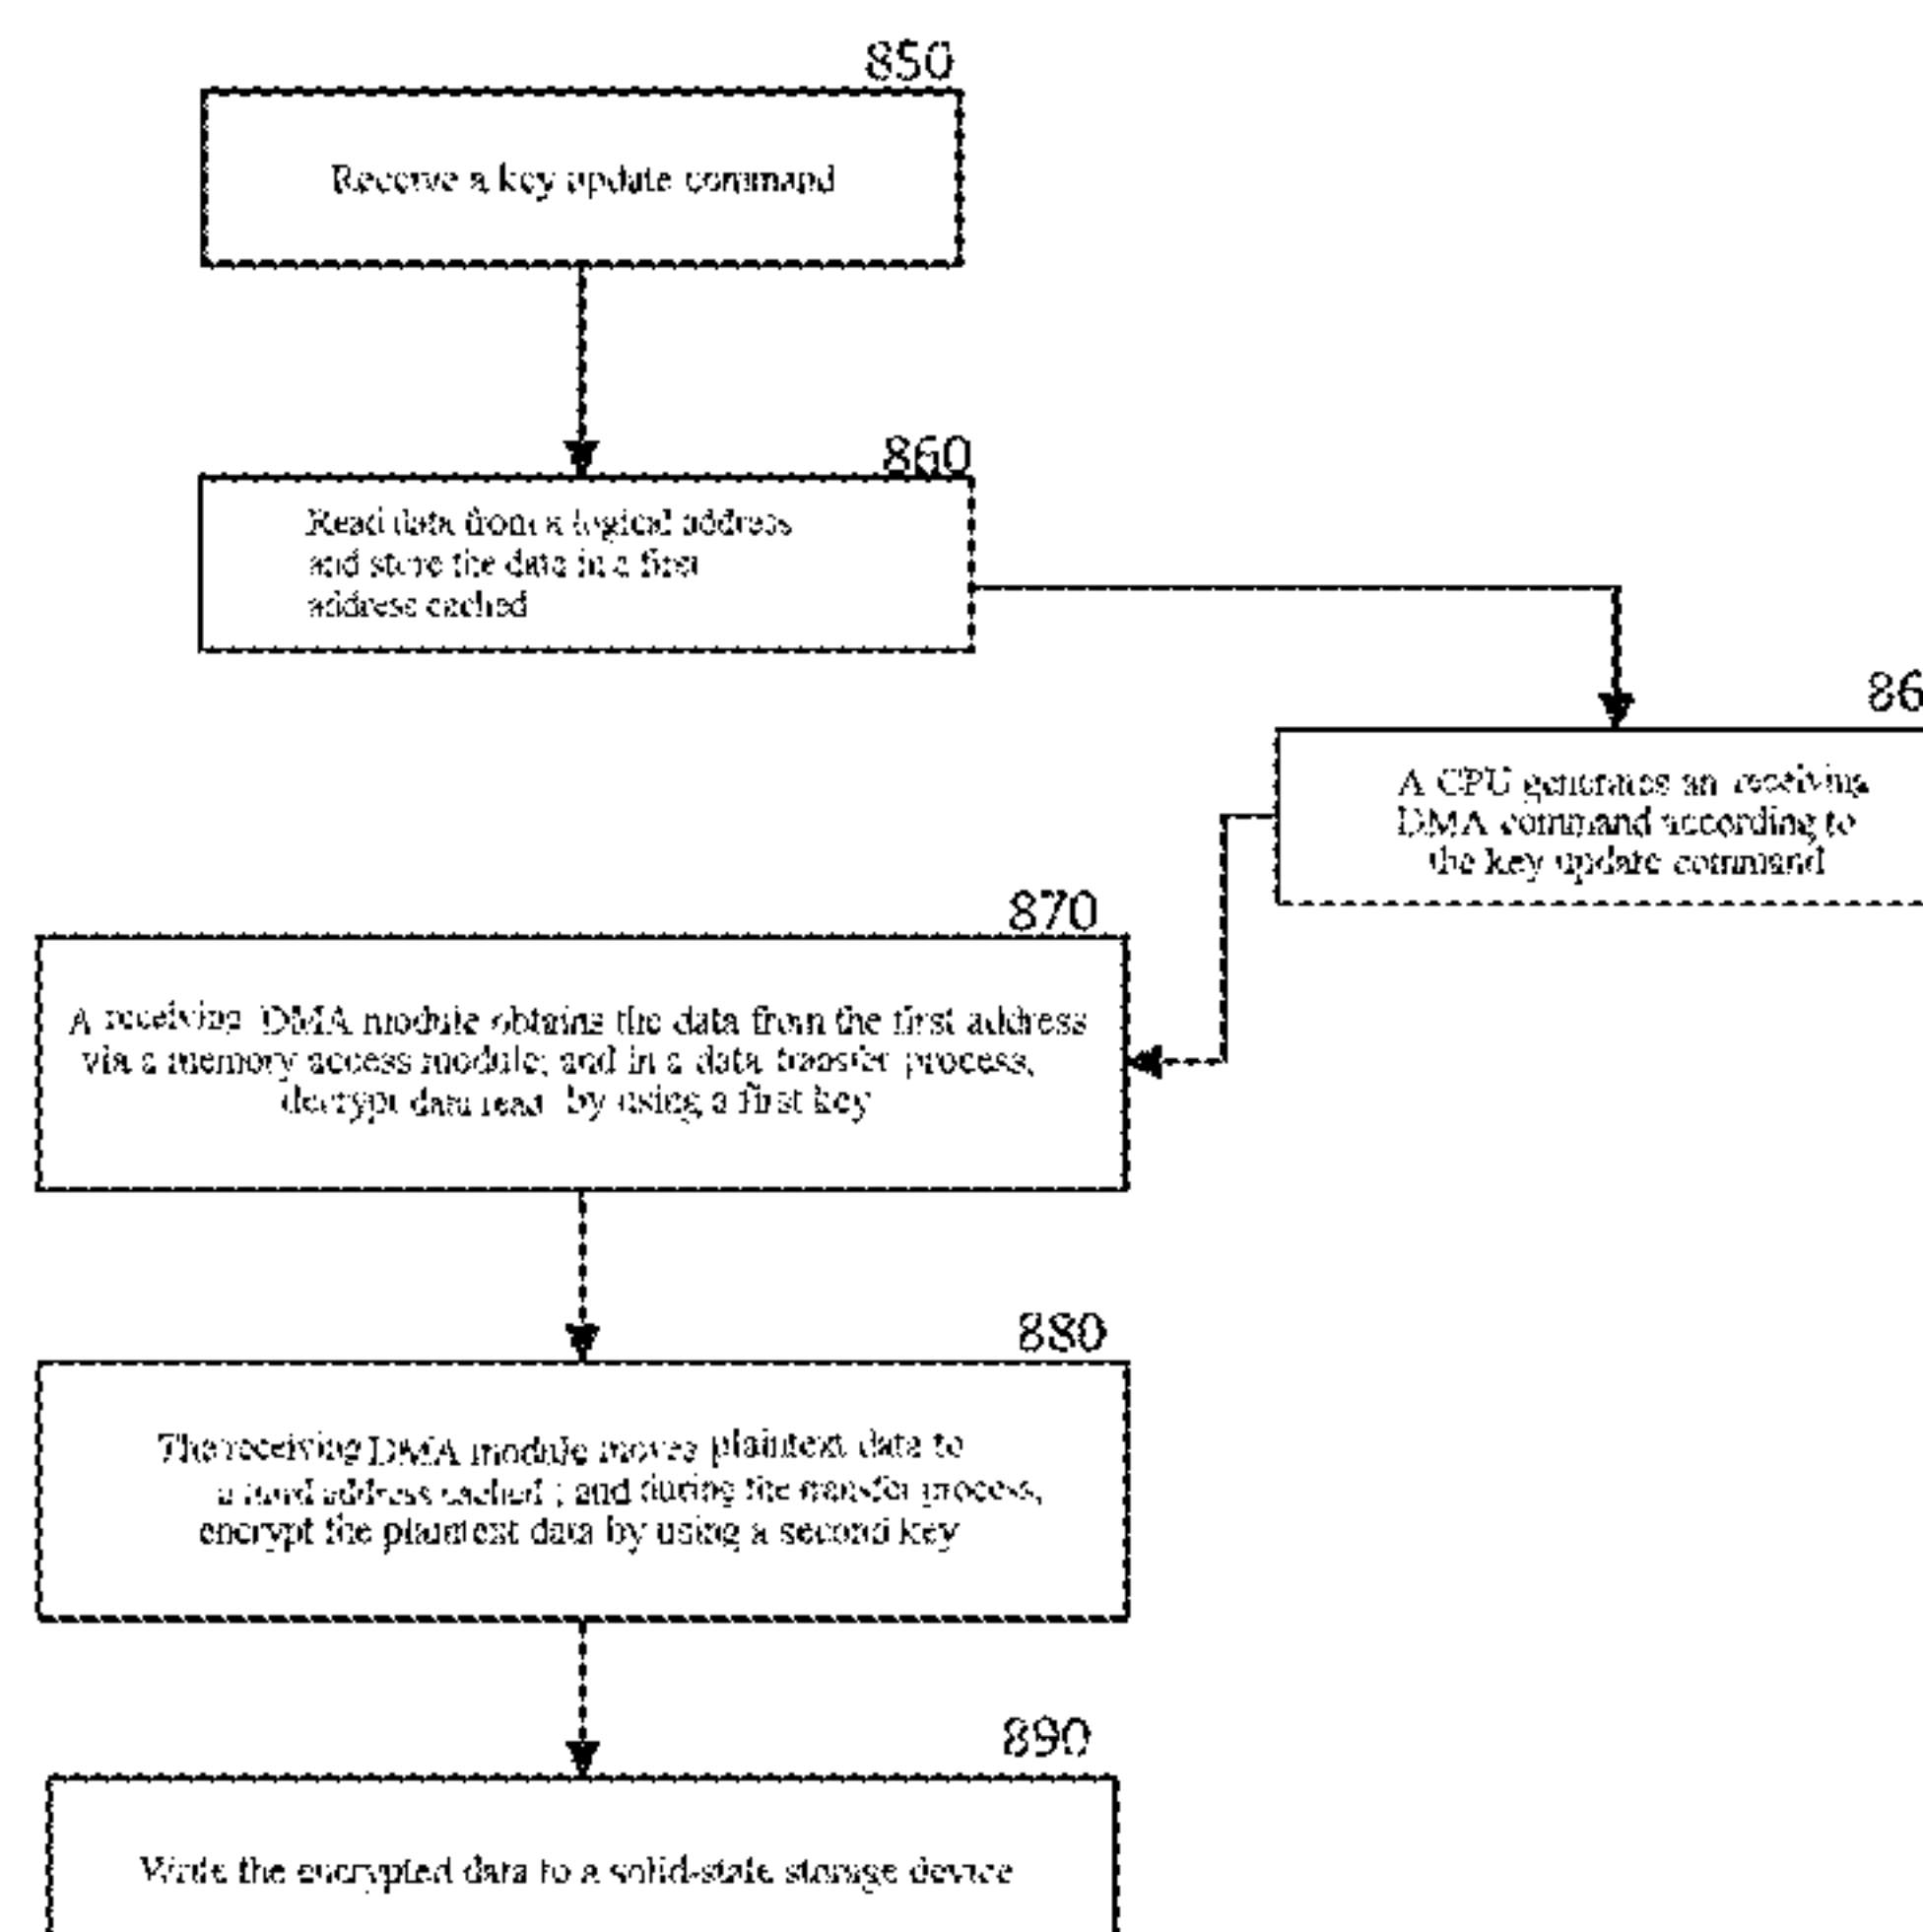 850
Receive a key update command
860
Read data from a logical address
and store the data in a first
address cached
86
A CPU generates an receiving
DMA command according to
the key update command
870
A receiving DMA module obtains the data from the first address
via a memory access module; and in a data transfer process,
decrypt data read by using a first key
880
The receiving DMA module moves plaintext data to
a address cached ; and during the transfer process,
encrypt the plaintext data by using a second key
890
Write the encrypted data to a solid-state storage device